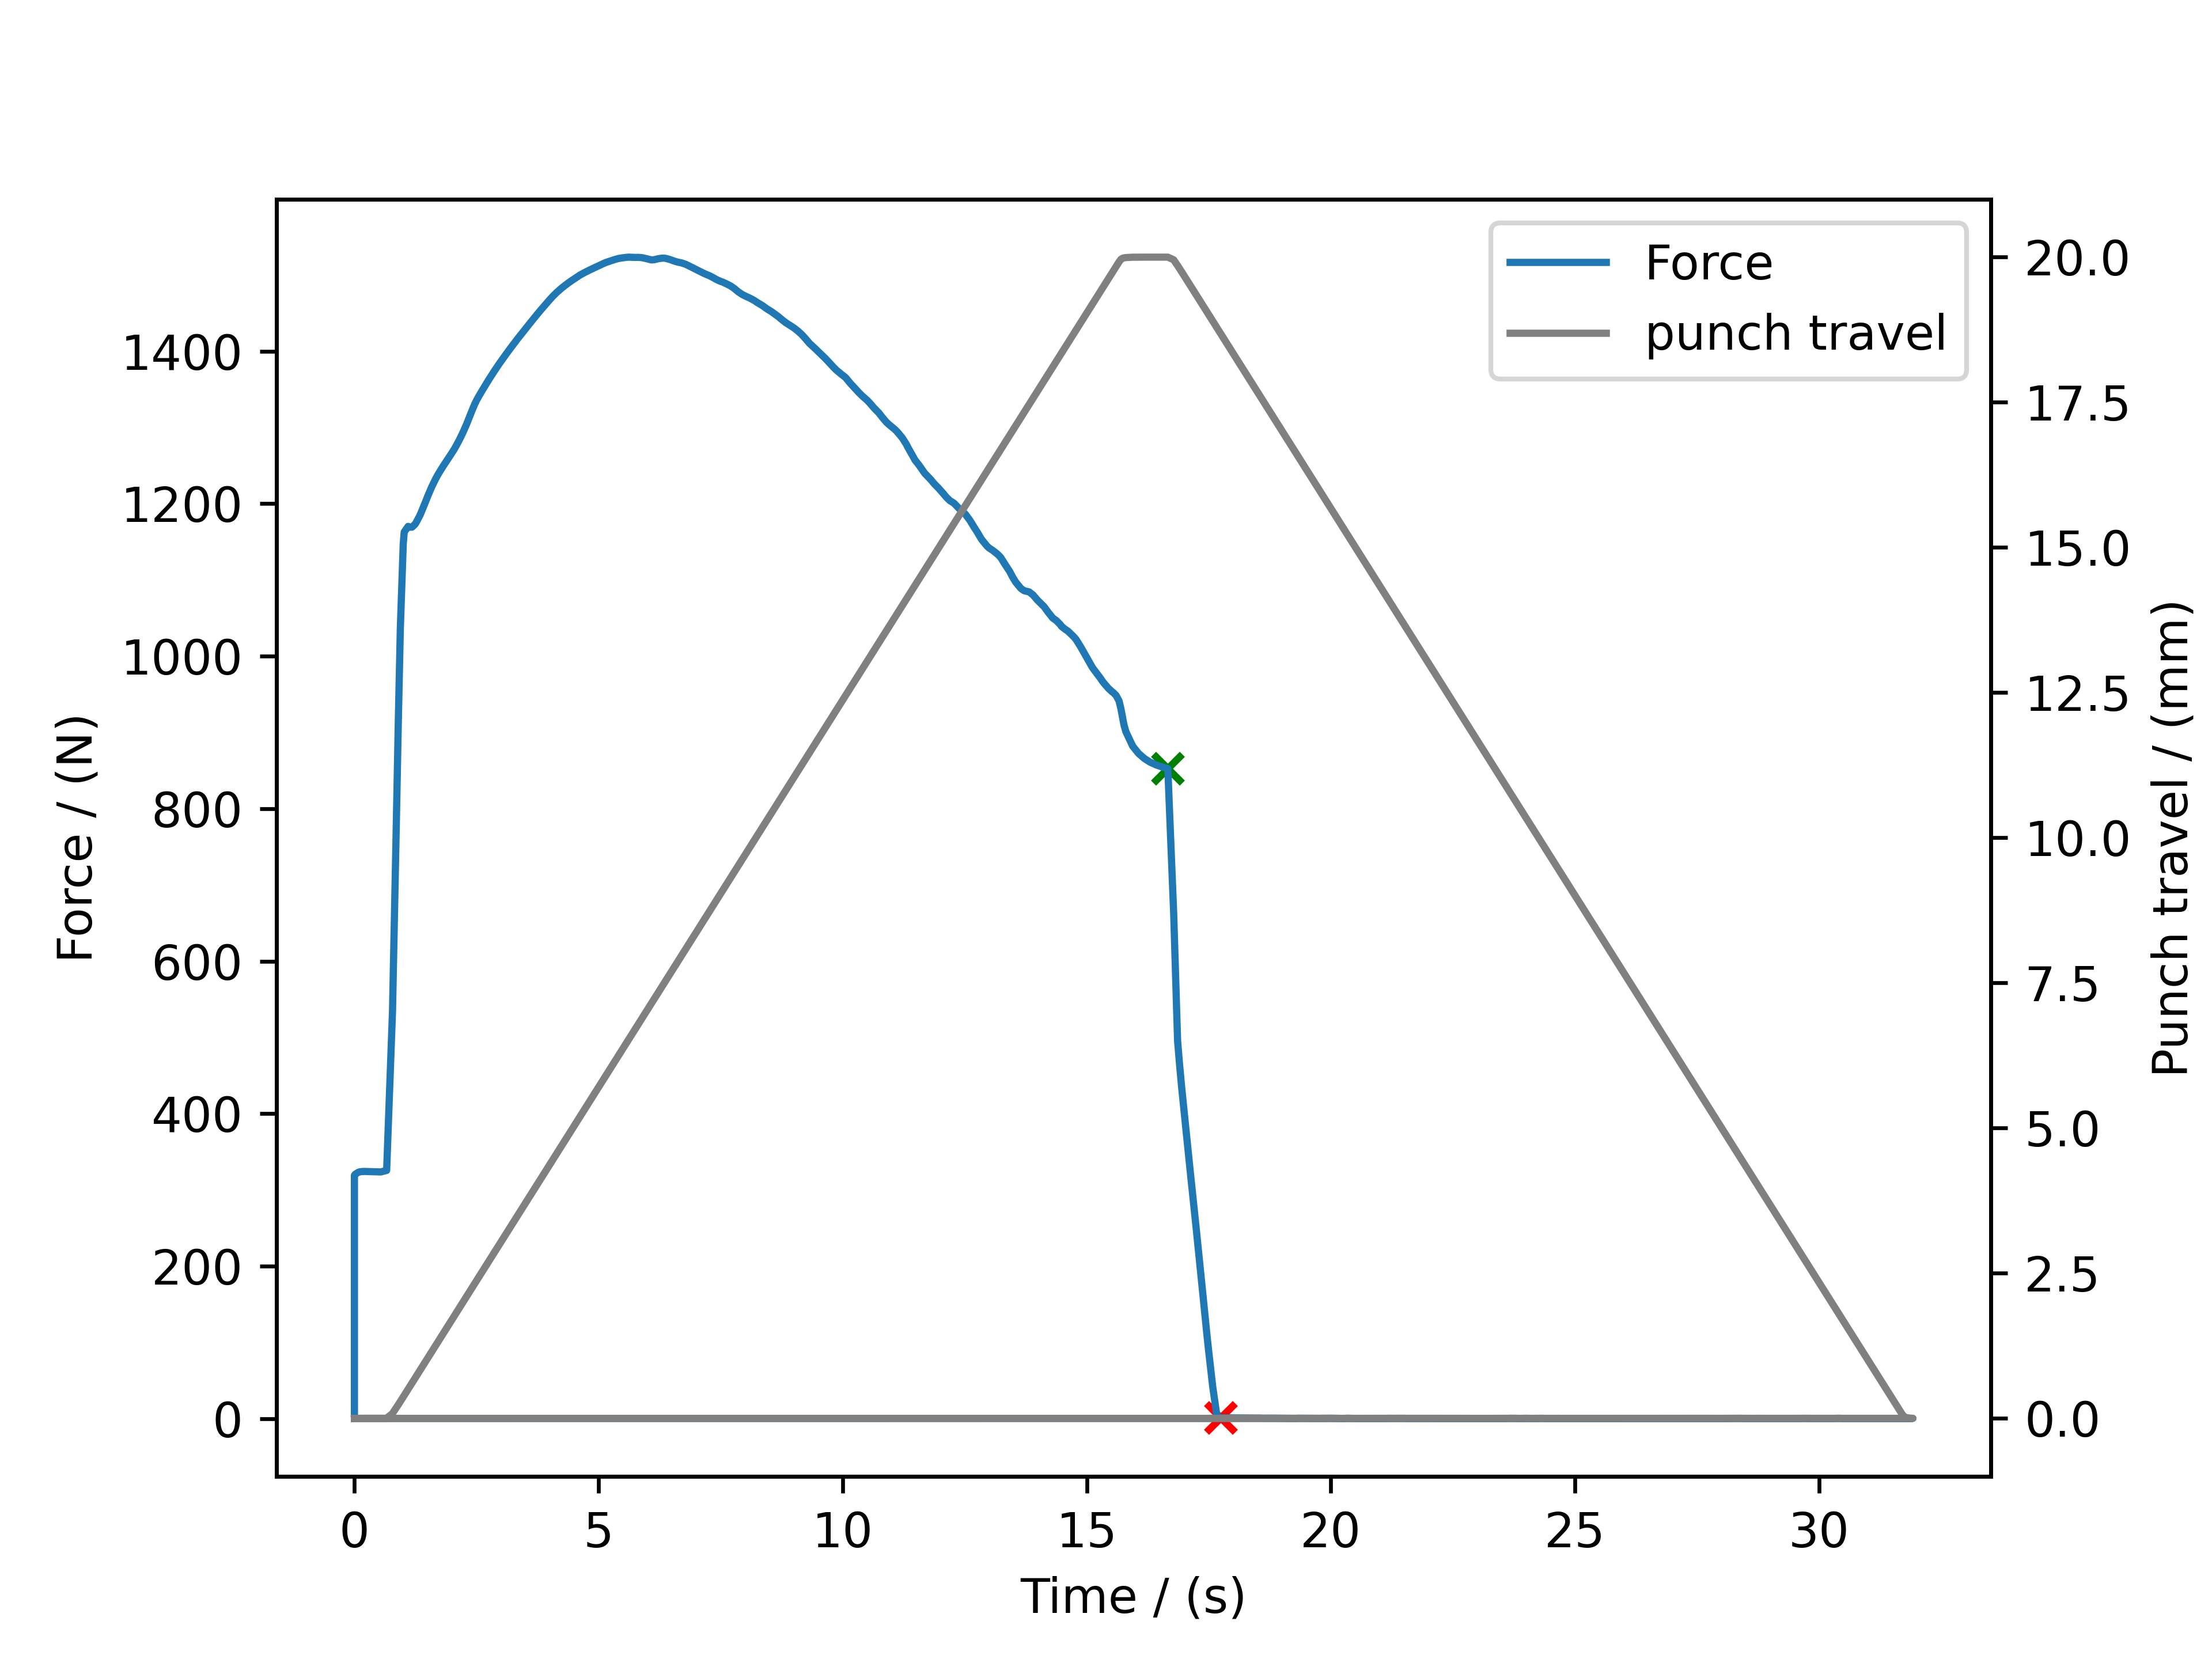 Force
punch travel
1400
1200
1000
800
600
400
200
0
Force / (N)
20.0
17.5
15.0
12.5
10.0
7.5
5.0
2.5
0.0
Punch travel / (mm)
0 5 10 15 20 25 30
Time / (s)